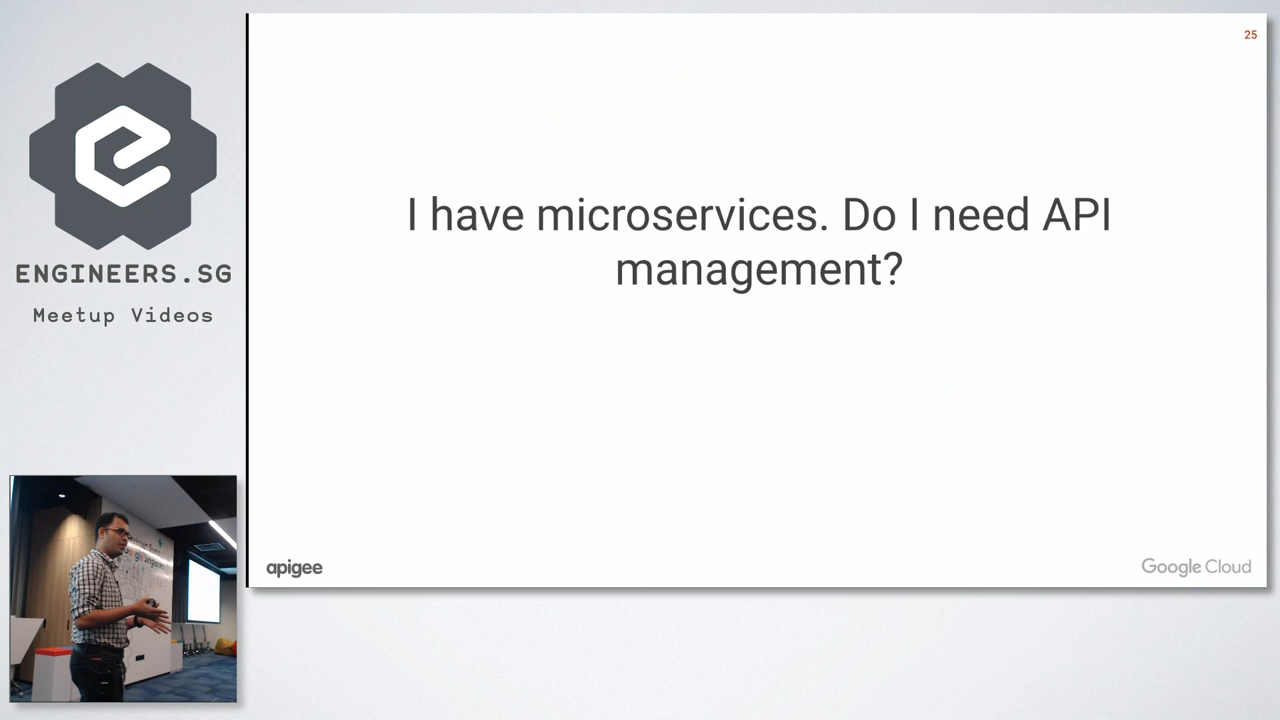 ENGINEERS.SG
Meetup Videos
25
I have microservices. Do I need API
management?
apigee
Google Cloud